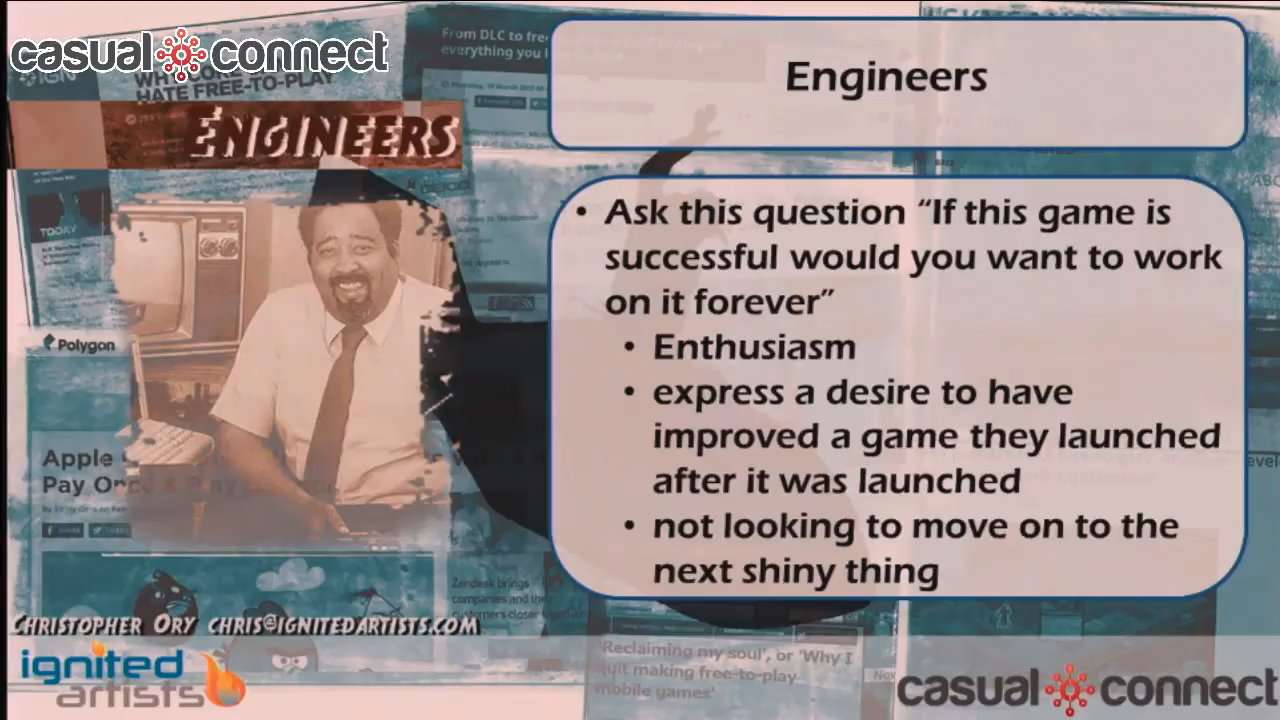 casual connect
IGN
WHY CORE
HATE FREE-TO-PLAY
From DLC to free
everything you
Engineers
ENGINEERS
TODAY
Ask this question “If this game is
successful would you want to work
on it forever”
Enthusiasm
express a desire to have
improved a game they launched
after it was launched
not looking to move on to the
next shiny thing
Polygon
Apple
Pay Once & Play
Zendesk brings
companies and the
customers closer
CHRISTOPHER ORY CHRIS@IGNITEDARTISTS.COM
ignited
artists
'Reclaiming my soul', or 'Why I
quit making free-to-play
mobile games'
casual connect